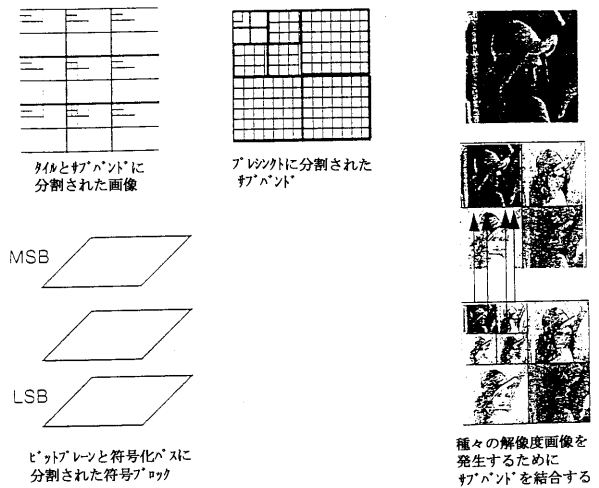 ﾀｲﾙとｻﾌﾞﾊﾞﾝﾄﾞに
分割された画像
ﾌﾟﾚｼﾝｸﾄに分割された
ｻﾌﾞﾊﾞﾝﾄﾞ
MSB
LSB
ﾋﾞｯﾄﾌﾟﾚｰﾝと符号化ﾊﾟｽに
分割された符号ﾌﾞﾛｯｸ
種々の解像度画像を
発生するために
ｻﾌﾞﾊﾞﾝﾄﾞを結合する